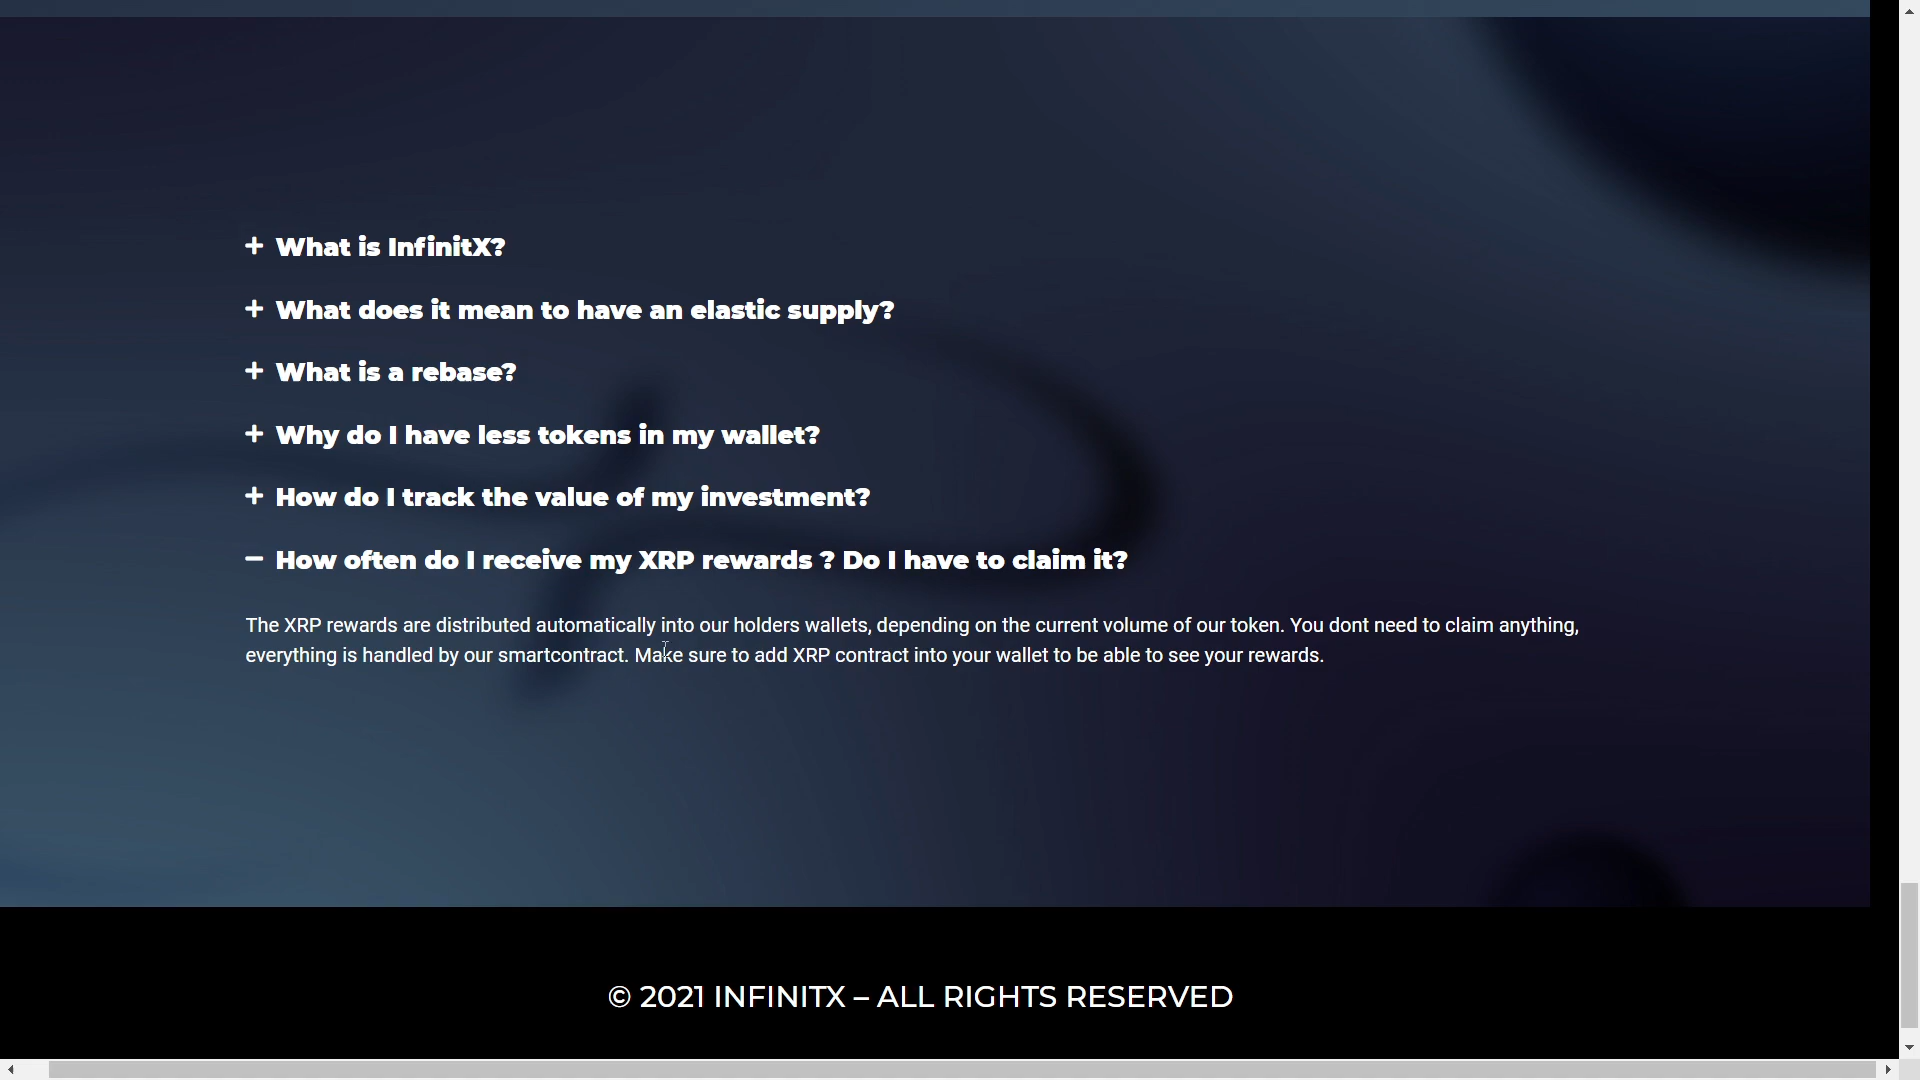 + What is InfinitX?
+ What does it mean to have an elastic supply?
+ What is a rebase?
+ Why do I have less tokens in my wallet?
+ How do I track the value of my investment?
− How often do I receive my XRP rewards ? Do I have to claim it?
The XRP rewards are distributed automatically into our holders wallets, depending on the current volume of our token. You dont need to claim anything,
everything is handled by our smartcontract. Make sure to add XRP contract into your wallet to be able to see your rewards.
© 2021 INFINITX – ALL RIGHTS RESERVED